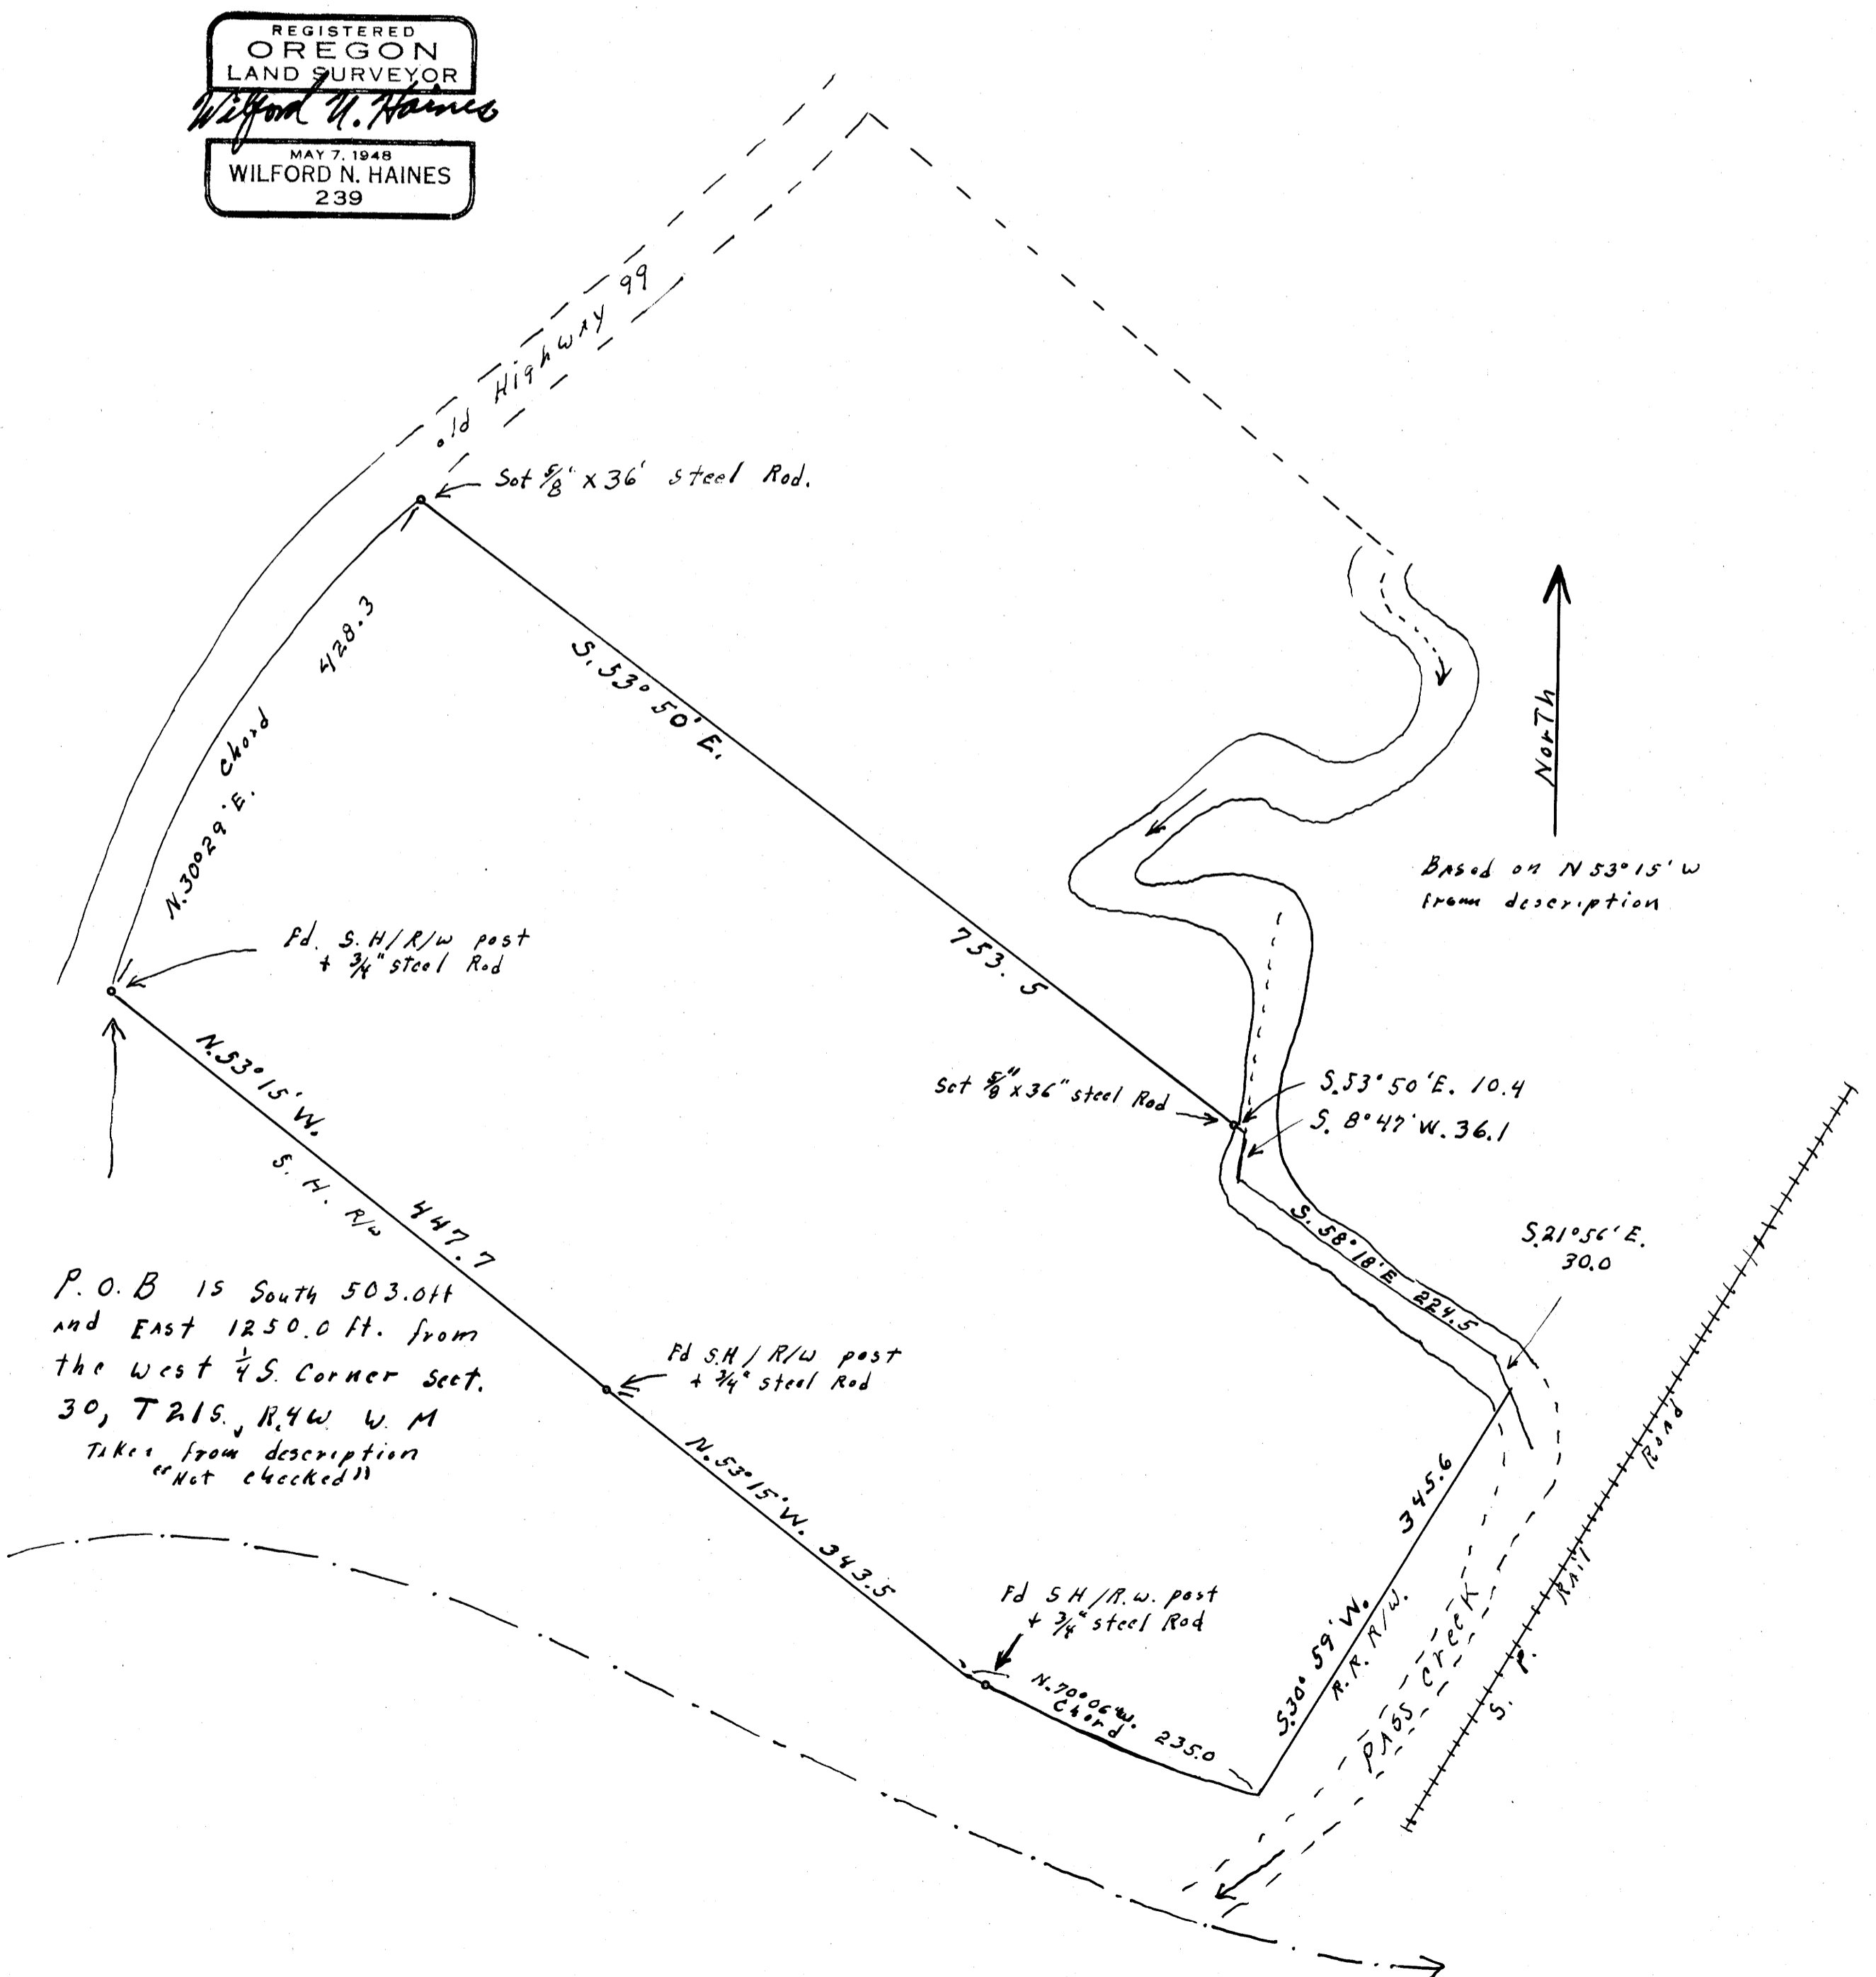 REGISTERED
OREGON
LAND SURVEYOR
Wilford N. Haines
MAY 7, 1948
WILFORD N. HAINES
239
old Highway 99
Set 5/8" x 36' steel Rod.
428.3
N.30°29'E. chord
S.53°50'E.
753.5
North
Based on N 53°15' W
from description
Fd. S.H/R/W post
+ 3/4" steel Rod
N.53°15'W.
447.7
S. H. R/W
Set 5/8" x 36" steel Rod
S.53°50'E. 10.4
S. 8°47'W. 36.1
S. 58°18'E 224.5
S.21°56'E.
30.0
P.O.B is South 503.0ft
and East 1250.0 ft. from
the west 1/4 S. Corner Sect.
30, T21S., R.4W. W. M
Taken from description
"Not checked"
Fd S.H / R/W post
+ 3/4" steel Rod
N.53°15'W. 343.5
Fd S H /R.W. post
+ 3/4" steel Rod
N.70°06'W.
Chord 235.0
S.30°59'W. 345.6
R.R. R/W.
Pass Creek
S. P. Rail Road